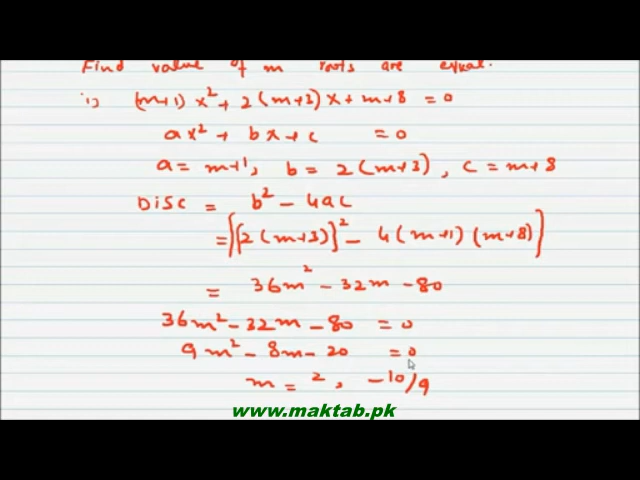 Find value of m roots are equal.
i) (m+1) x² + 2(m+3) x + m+8 = 0
ax² + bx + c = 0
a = m+1, b = 2(m+3), c = m+8
Disc = b² - 4ac
= [[2(m+3)]² - 4(m+1)(m+8)]
= 36m² - 32m - 80
36m² - 32m - 80 = 0
9m² - 8m - 20 = 0
m = 2, -10/9
www.maktab.pk